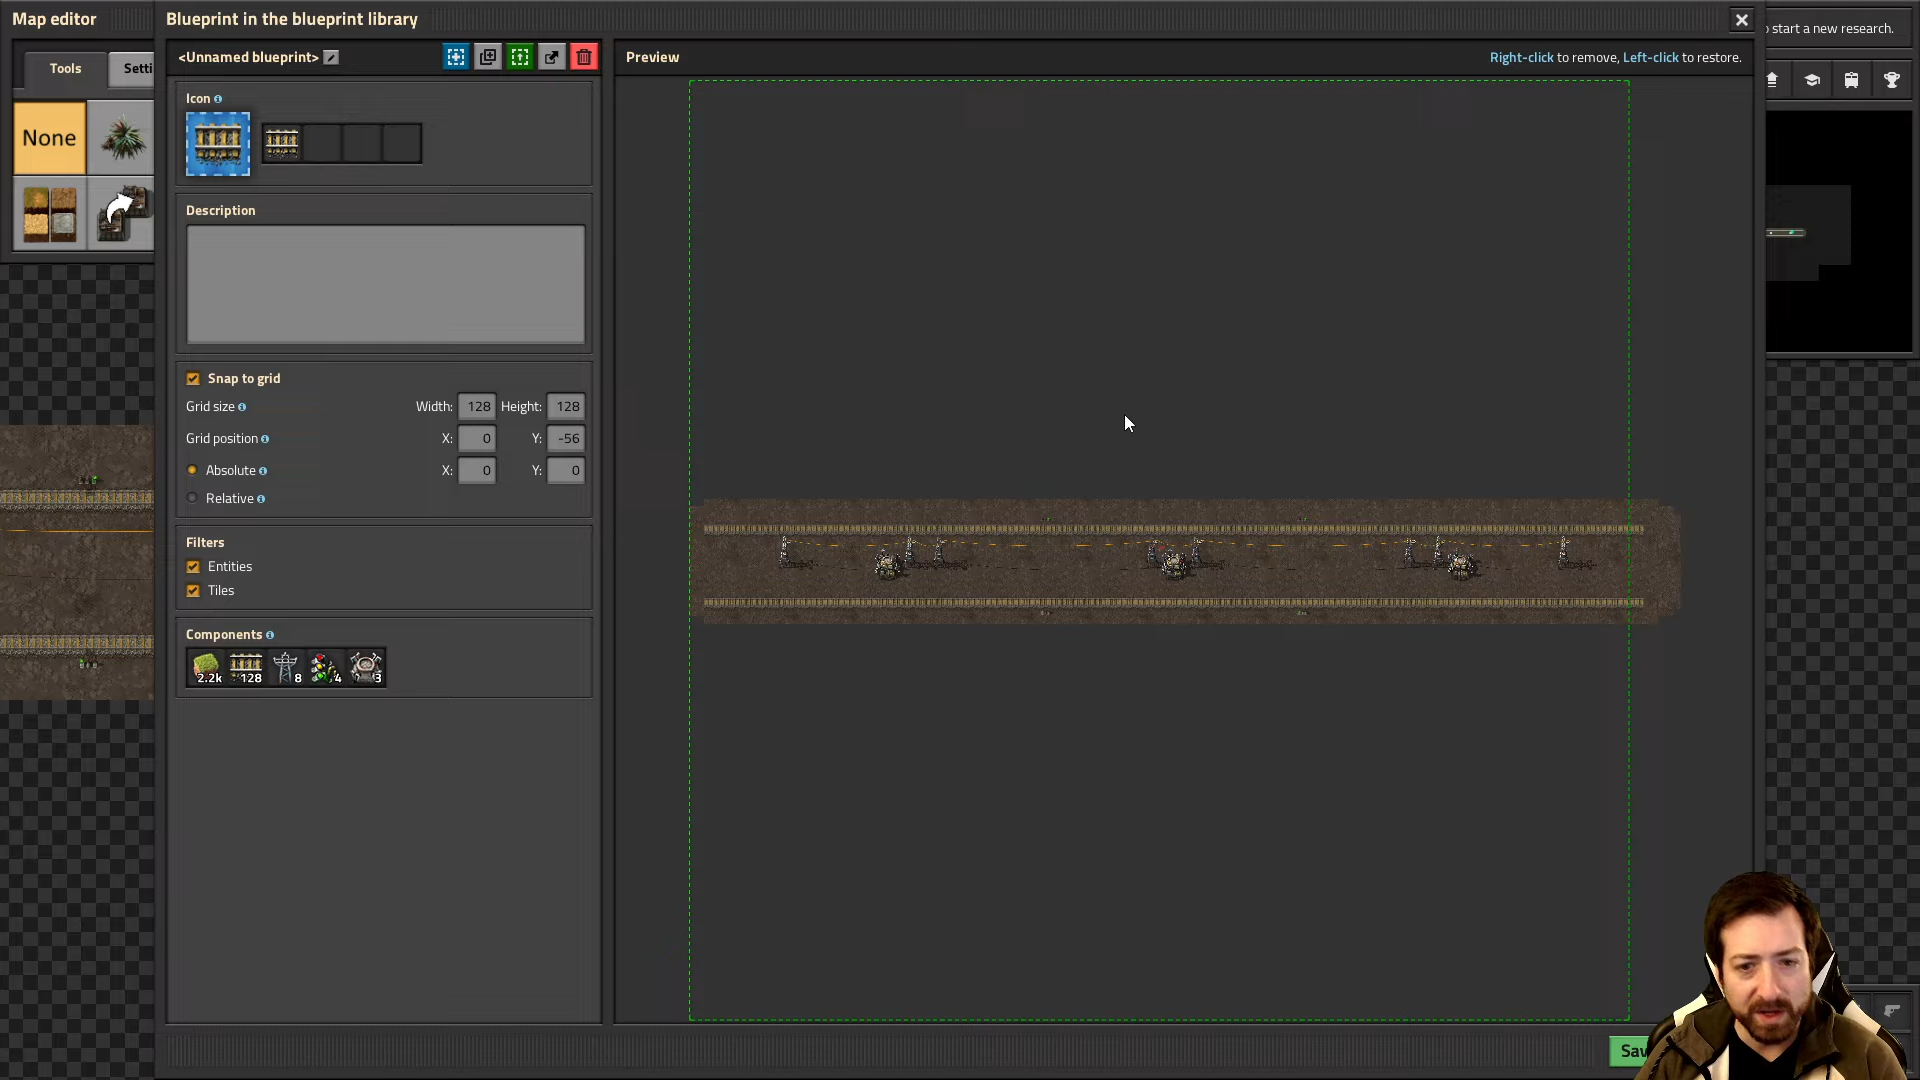 Map editor
Blueprint in the blueprint library
o start a new research.
Tools
Setti
<Unnamed blueprint>
Preview
Right-click to remove, Left-click to restore.
Icon
None
Description
Snap to grid
Grid size
Width: 128 Height: 128
Grid position
X: 0 Y: -56
Absolute
X: 0 Y: 0
Relative
Filters
Entities
Tiles
Components
2.2k 128 8 4 3
Sav